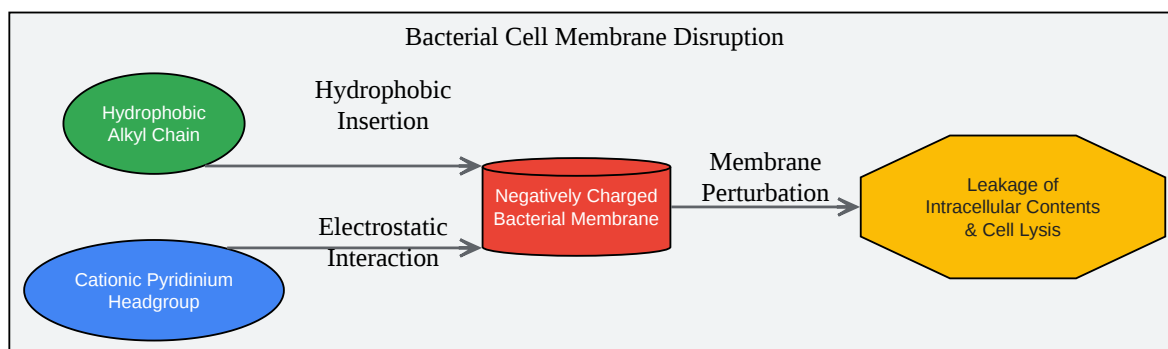 Bacterial Cell Membrane Disruption
Hydrophobic
Alkyl Chain
Hydrophobic
Insertion
Cationic Pyridinium
Headgroup
Electrostatic
Interaction
Negatively Charged
Bacterial Membrane
Membrane
Perturbation
Leakage of
Intracellular Contents
& Cell Lysis